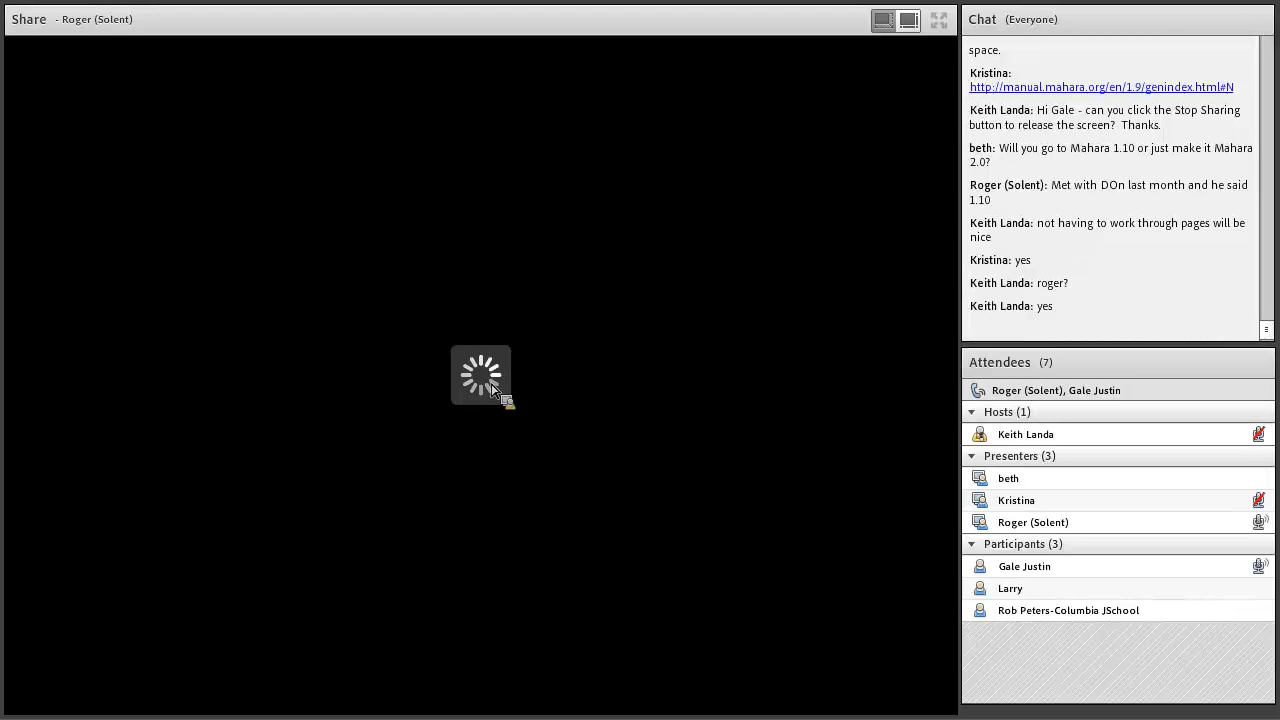 Share - Roger (Solent)
Chat (Everyone)
space.
Kristina:
http://manual.mahara.org/en/1.9/genindex.html#N
Keith Landa: Hi Gale - can you click the Stop Sharing
button to release the screen? Thanks.
beth: Will you go to Mahara 1.10 or just make it Mahara
2.0?
Roger (Solent): Met with DOn last month and he said
1.10
Keith Landa: not having to work through pages will be
nice
Kristina: yes
Keith Landa: roger?
Keith Landa: yes
Attendees (7)
Roger (Solent), Gale Justin
Hosts (1)
Keith Landa
Presenters (3)
beth
Kristina
Roger (Solent)
Participants (3)
Gale Justin
Larry
Rob Peters-Columbia JSchool